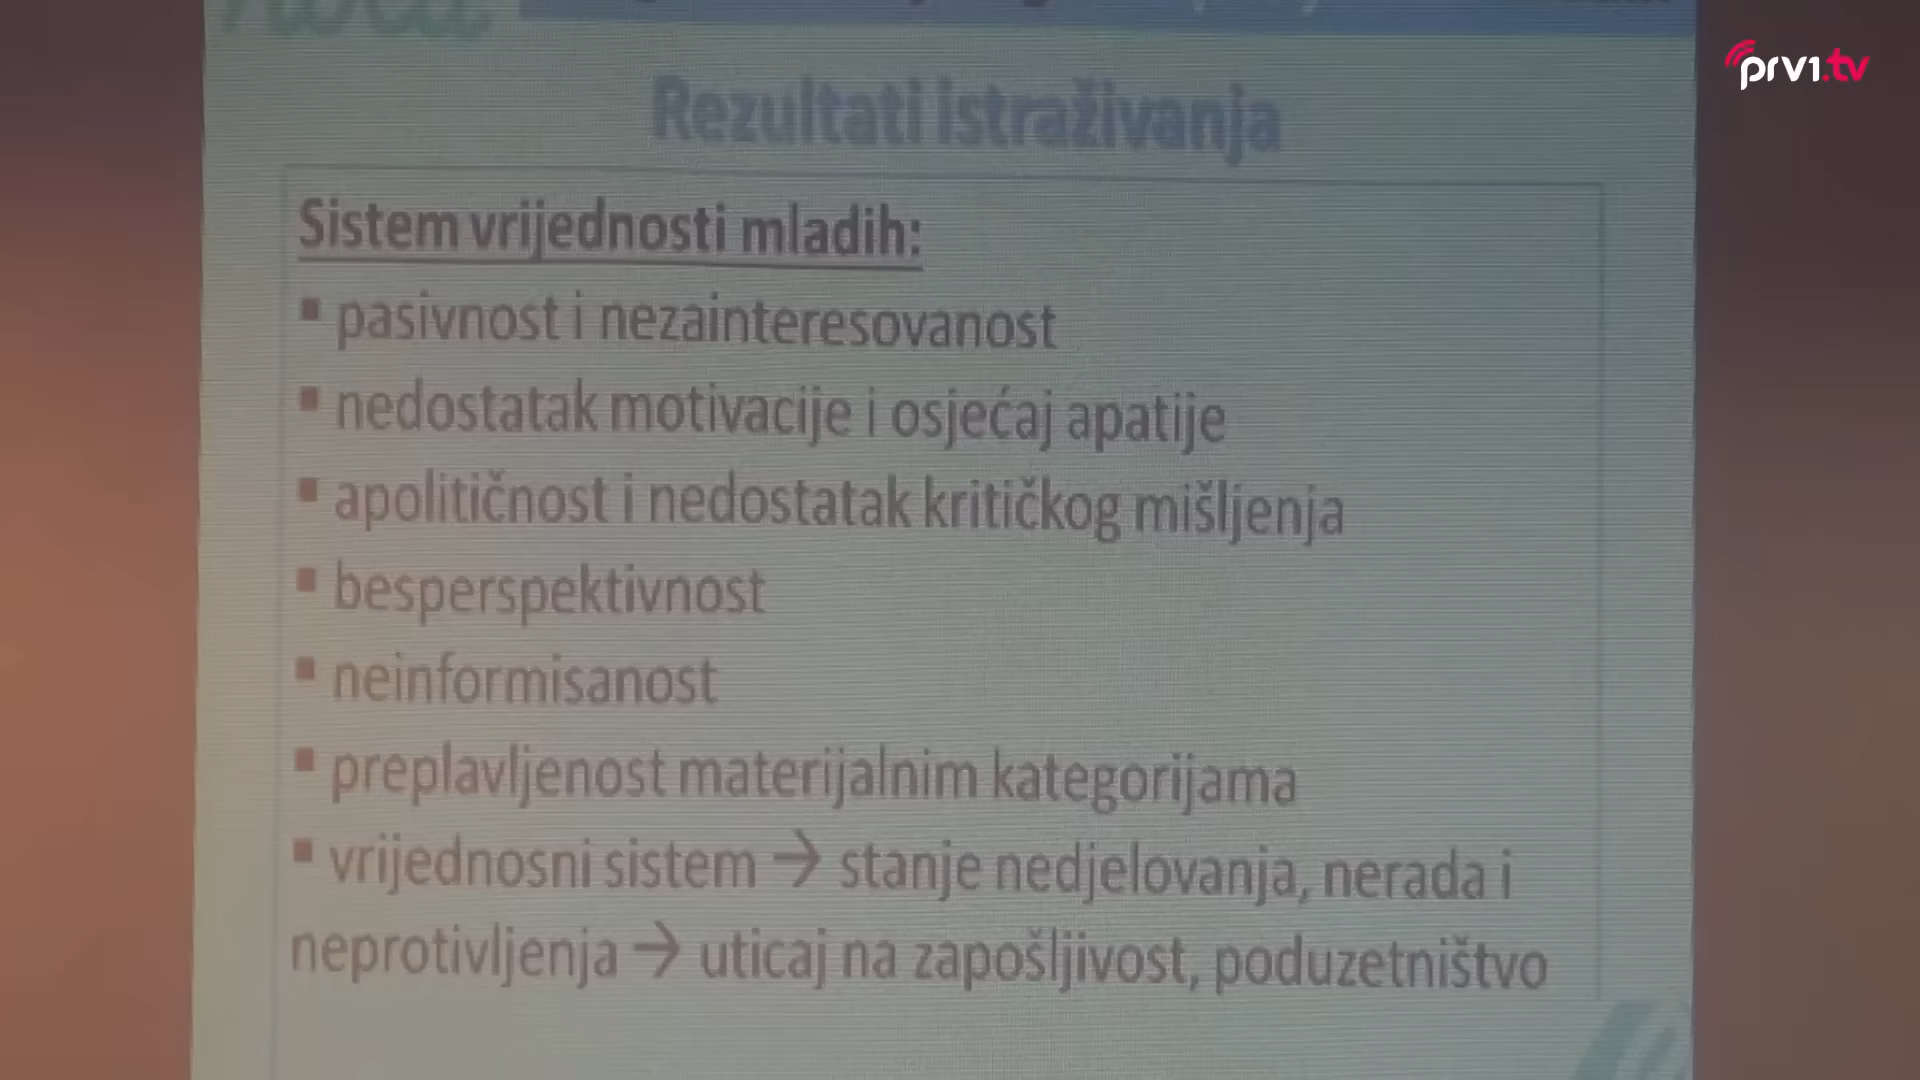 prv1.tv
Rezultati istraživanja
Sistem vrijednosti mladih:
▪ pasivnost i nezainteresovanost
▪ nedostatak motivacije i osjećaj apatije
▪ apolitičnost i nedostatak kritičkog mišljenja
▪ besperspektivnost
▪ neinformisanost
▪ preplavljenost materijalnim kategorijama
▪ vrijednosni sistem → stanje nedjelovanja, nerada i
neprotivljenja → uticaj na zapošljivost, poduzetništvo